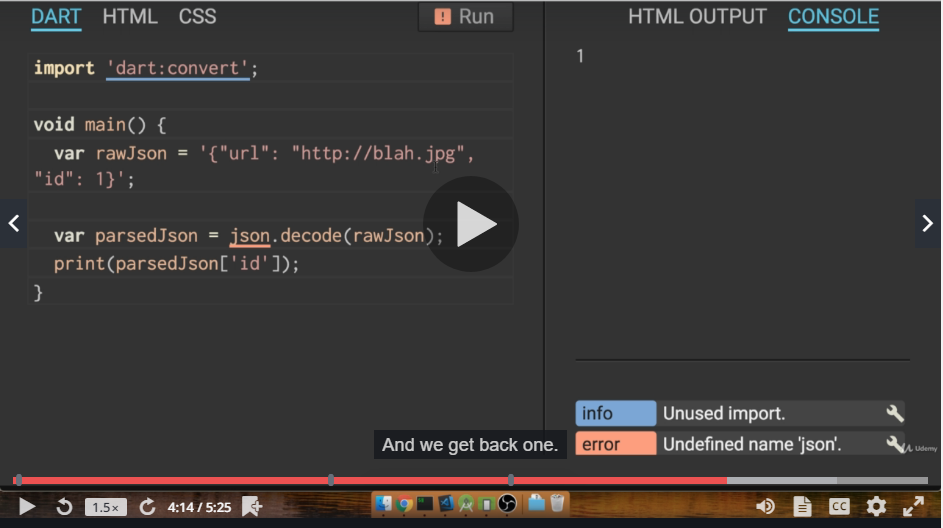 DART HTML CSS
! Run
HTML OUTPUT CONSOLE
import 'dart:convert';
void main() {
var rawJson = '{"url": "http://blah.jpg",
"id": 1}';
var parsedJson = json.decode(rawJson);
print(parsedJson['id']);
}
1
info Unused import.
error Undefined name 'json'.
Udemy
And we get back one.
1.5×
4:14 / 5:25
CC